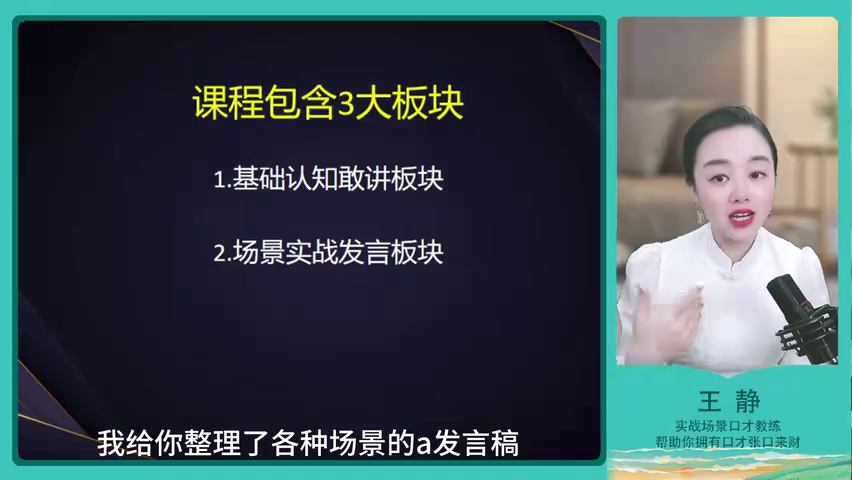 课程包含3大板块
1.基础认知敢讲板块
2.场景实战发言板块
我给你整理了各种场景的a发言稿
王 静
实战场景口才教练
帮助你拥有口才张口来财